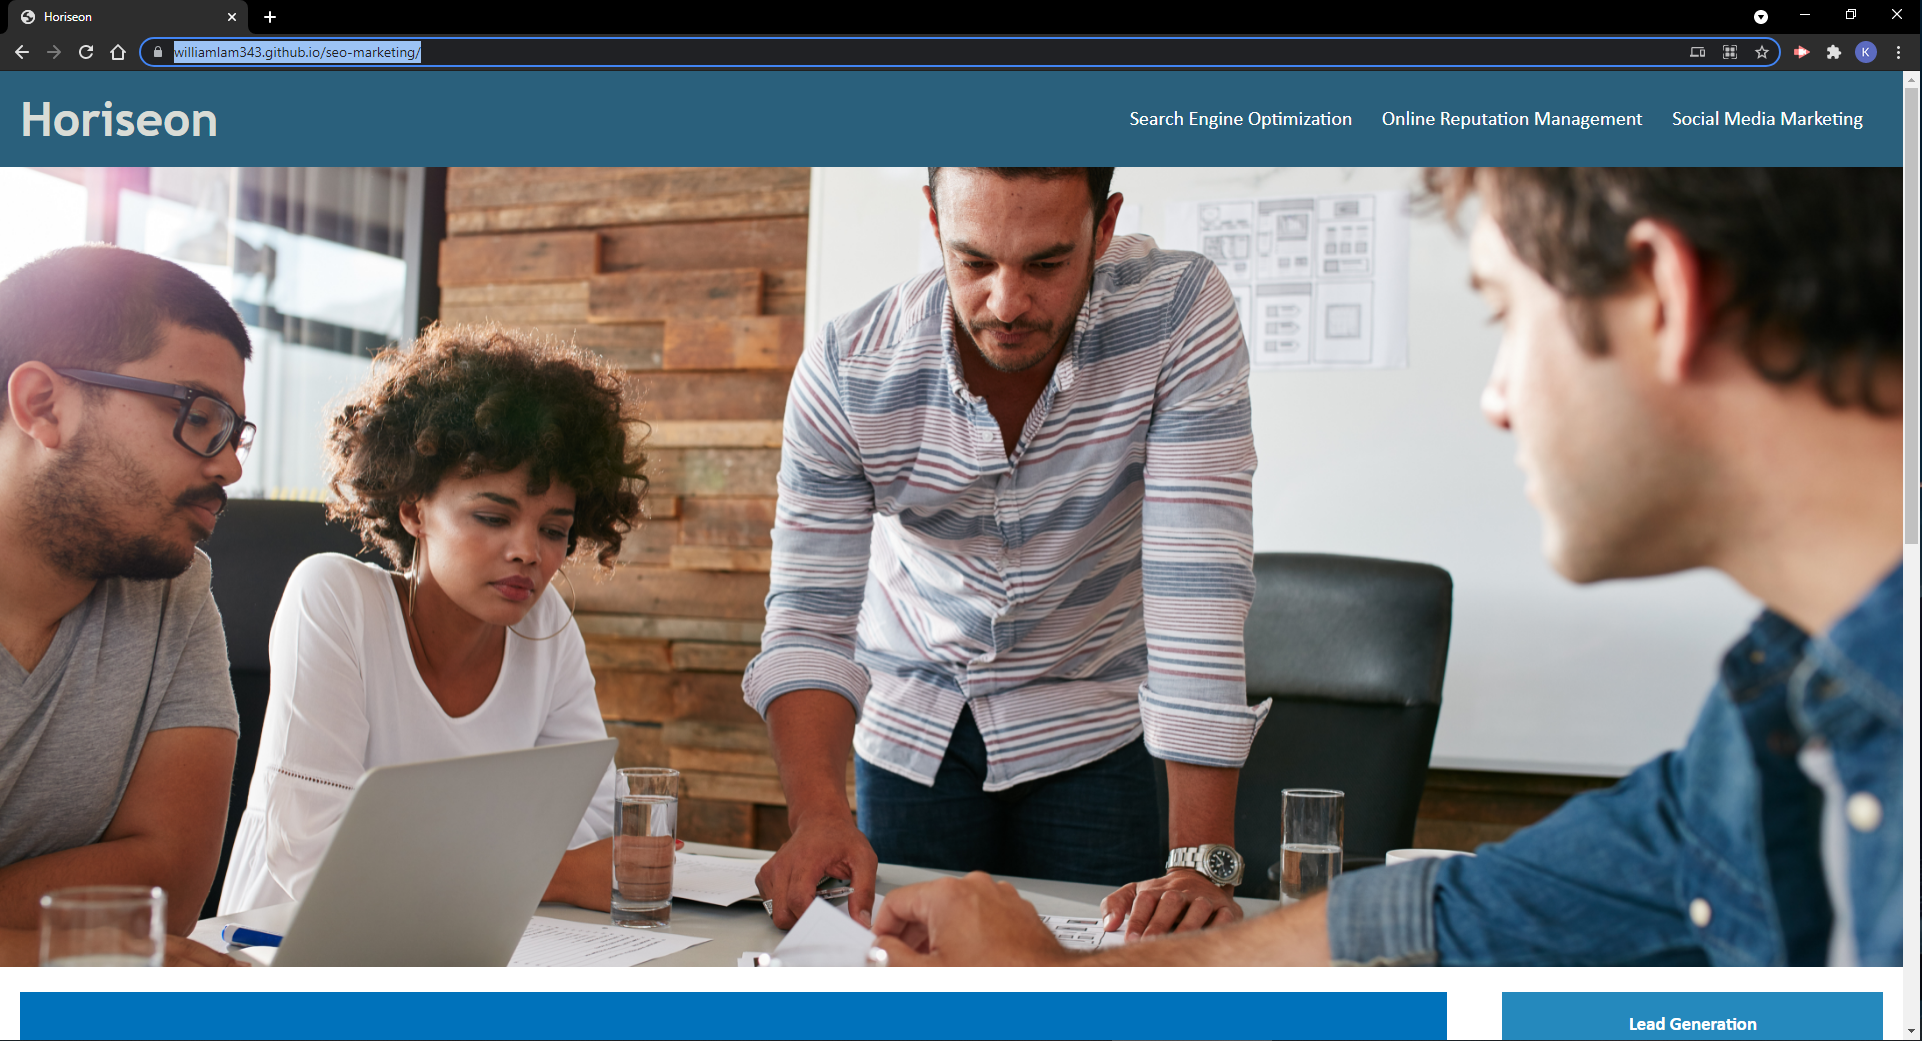 Horiseon
williamlam343.github.io/seo-marketing/
K
Horiseon
Search Engine Optimization
Online Reputation Management
Social Media Marketing
Lead Generation